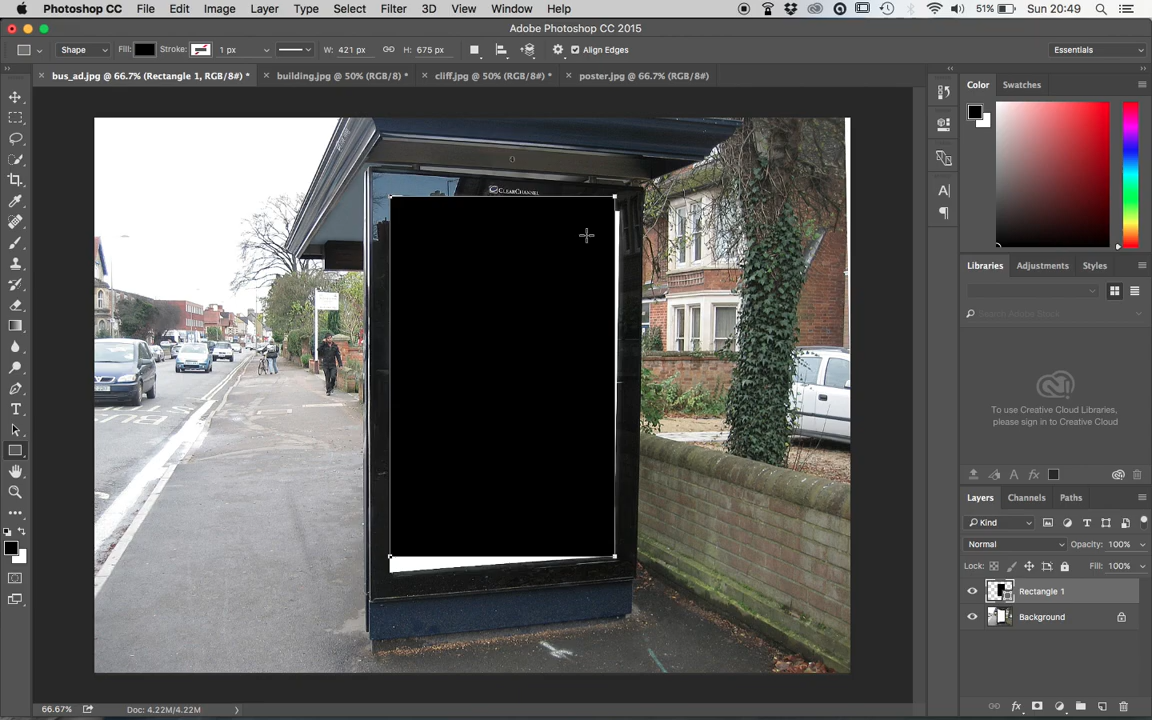 Photoshop CC File Edit Image Layer Type Select Filter 3D View Window Help 51% Sun 20:49
Adobe Photoshop CC 2015
Shape Fill: Stroke: 1 px W: 421 px H: 675 px Align Edges Essentials
bus_ad.jpg @ 66.7% (Rectangle 1, RGB/8#) * building.jpg @ 50% (RGB/8) * cliff.jpg @ 50% (RGB/8#) * poster.jpg @ 66.7% (RGB/8#)
Color Swatches
CLEARCHANNEL
Libraries Adjustments Styles
Search Adobe Stock
To use Creative Cloud Libraries,
please sign in to Creative Cloud
Layers Channels Paths
Kind
Normal Opacity: 100%
Lock: Fill: 100%
Rectangle 1
Background
66.67% Doc: 4.22M/4.22M